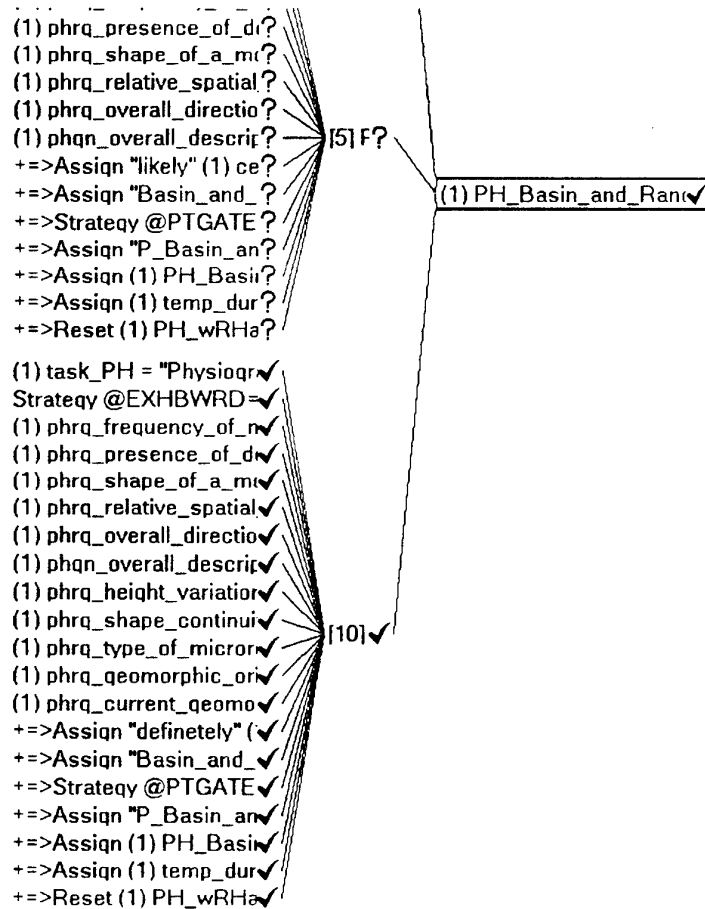 (1) phrq_presence_of_d ?
(1) phrq_shape_of_a_m ?
(1) phrq_relative_spatial ?
(1) phrq_overall_directio ?
(1) phqn_overall_descrip ?
+=>Assign "likely" (1) ce ?
+=>Assign "Basin_and_ ?
+=>Strategy @PTGATE ?
+=>Assign "P_Basin_an ?
+=>Assign (1) PH_Basin ?
+=>Assign (1) temp_dur ?
+=>Reset (1) PH_wRHa ?
[5] F?
(1) PH_Basin_and_Ran ✓
(1) task_PH = "Physiogr ✓
Strategy @EXHBWRD= ✓
(1) phrq_frequency_of_m ✓
(1) phrq_presence_of_d ✓
(1) phrq_shape_of_a_m ✓
(1) phrq_relative_spatial ✓
(1) phrq_overall_directio ✓
(1) phqn_overall_descrip ✓
(1) phrq_height_variation ✓
(1) phrq_shape_continui ✓
(1) phrq_type_of_micror ✓
(1) phrq_geomorphic_ori ✓
(1) phrq_current_geomo ✓
+=>Assign "definetely" ( ✓
+=>Assign "Basin_and_ ✓
+=>Strategy @PTGATE ✓
+=>Assign "P_Basin_an ✓
+=>Assign (1) PH_Basin ✓
+=>Assign (1) temp_dur ✓
+=>Reset (1) PH_wRHa ✓
[10] ✓